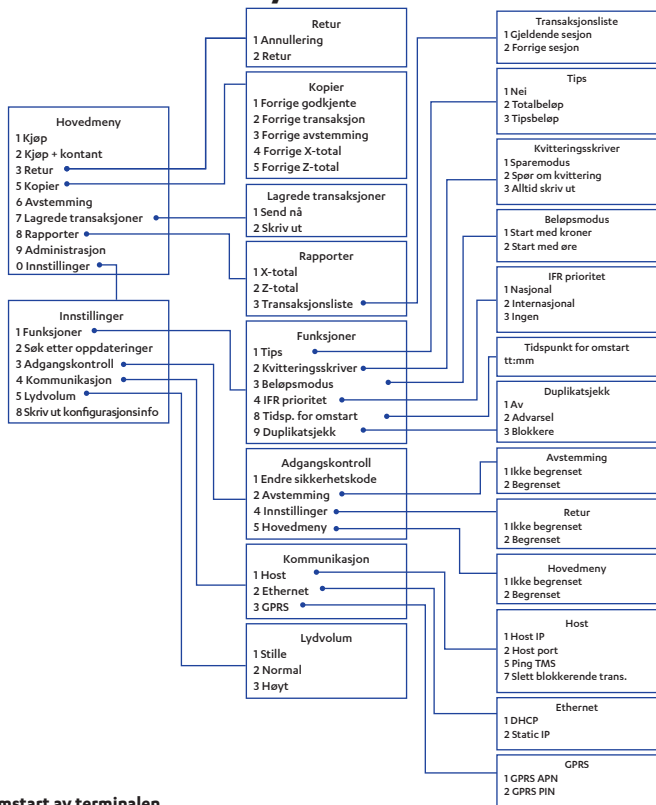 Hovedmeny
1 Kjøp
2 Kjøp + kontant
3 Retur
5 Kopier
6 Avstemming
7 Lagrede transaksjoner
8 Rapporter
9 Administrasjon
0 Innstillinger
Innstillinger
1 Funksjoner
2 Søk etter oppdateringer
3 Adgangskontroll
4 Kommunikasjon
5 Lydvolum
8 Skriv ut konfigurasjonsinfo
Retur
1 Annullering
2 Retur
Kopier
1 Forrige godkjente
2 Forrige transaksjon
3 Forrige avstemming
4 Forrige X-total
5 Forrige Z-total
Lagrede transaksjoner
1 Send nå
2 Skriv ut
Rapporter
1 X-total
2 Z-total
3 Transaksjonsliste
Funksjoner
1 Tips
2 Kvitteringsskriver
3 Beløpsmodus
4 IFR prioritet
8 Tidsp. for omstart
9 Duplikatsjekk
Adgangskontroll
1 Endre sikkerhetskode
2 Avstemming
4 Innstillinger
5 Hovedmeny
Kommunikasjon
1 Host
2 Ethernet
3 GPRS
Lydvolum
1 Stille
2 Normal
3 Høyt
Transaksjonsliste
1 Gjeldende sesjon
2 Forrige sesjon
Tips
1 Nei
2 Totalbeløp
3 Tipsbeløp
Kvitteringsskriver
1 Sparemodus
2 Spør om kvittering
3 Alltid skriv ut
Beløpsmodus
1 Start med kroner
2 Start med øre
IFR prioritet
1 Nasjonal
2 Internasjonal
3 Ingen
Tidspunkt for omstart
tt:mm
Duplikatsjekk
1 Av
2 Advarsel
3 Blokkere
Avstemming
1 Ikke begrenset
2 Begrenset
Retur
1 Ikke begrenset
2 Begrenset
Hovedmeny
1 Ikke begrenset
2 Begrenset
Host
1 Host IP
2 Host port
5 Ping TMS
7 Slett blokkerende trans.
Ethernet
1 DHCP
2 Static IP
GPRS
1 GPRS APN
2 GPRS PIN
mstart av terminalen